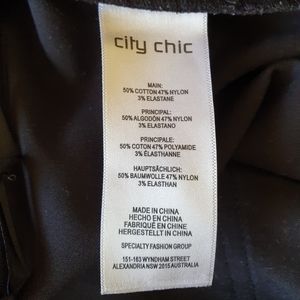 city chic
MAIN:
50% COTTON 47% NYLON
3% ELASTANE
PRINCIPAL:
50% ALGODÓN 47% NYLON
3% ELASTANO
PRINCIPALE:
50% COTON 47% POLYAMIDE
3% ÉLASTHANNE
HAUPTSÄCHLICH:
50% BAUMWOLLE 47% NYLON
3% ELASTHAN
MADE IN CHINA
HECHO EN CHINA
FABRIQUÉ EN CHINE
HERGESTELLT IN CHINA
SPECIALTY FASHION GROUP
151-163 WYNDHAM STREET
ALEXANDRIA NSW 2015 AUSTRALIA